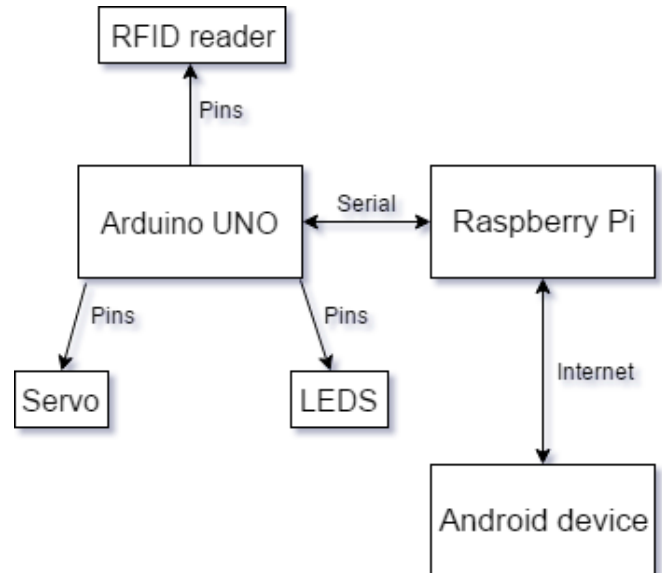 RFID reader
Pins
Arduino UNO
Serial
Raspberry Pi
Pins
Pins
Internet
Servo
LEDS
Android device